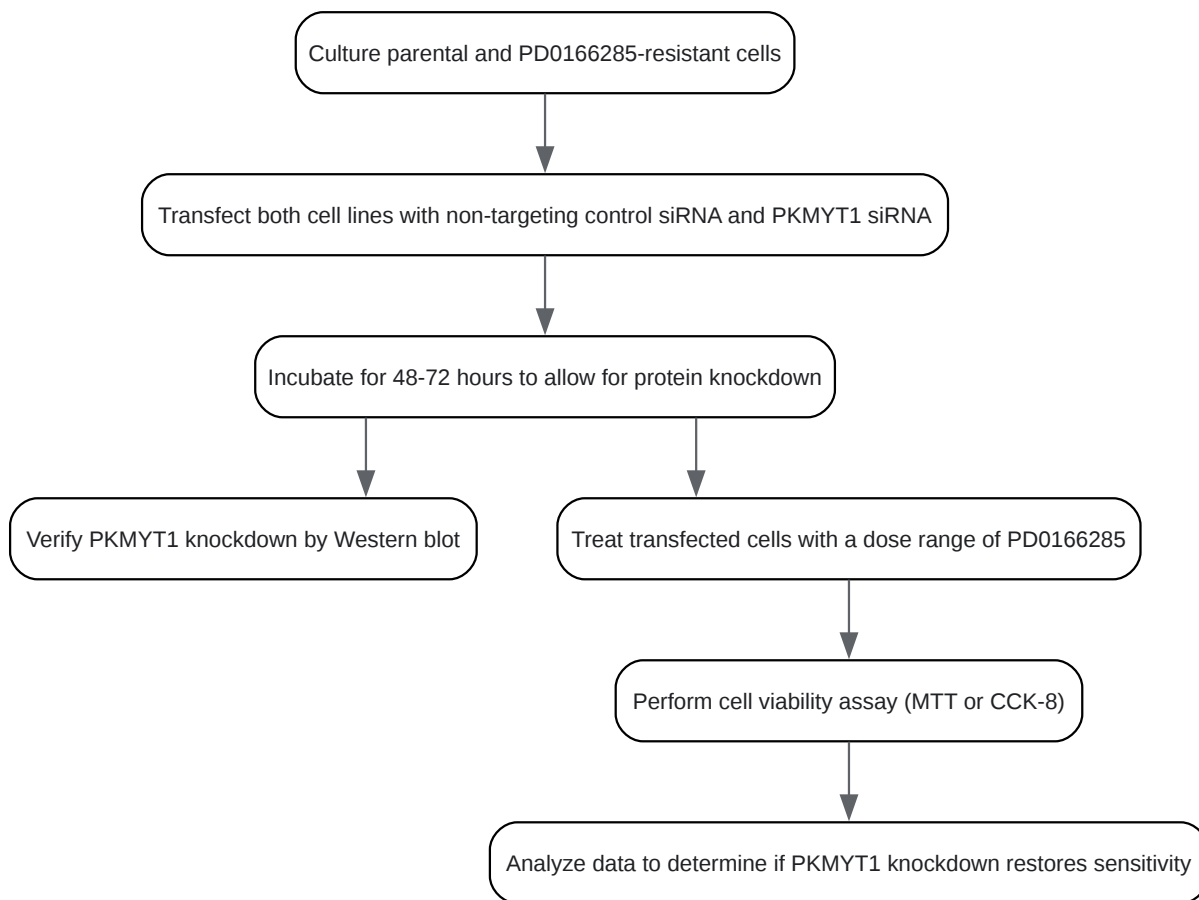 Culture parental and PD0166285-resistant cells
Transfect both cell lines with non-targeting control siRNA and PKMYT1 siRNA
Incubate for 48-72 hours to allow for protein knockdown
Verify PKMYT1 knockdown by Western blot
Treat transfected cells with a dose range of PD0166285
Perform cell viability assay (MTT or CCK-8)
Analyze data to determine if PKMYT1 knockdown restores sensitivity